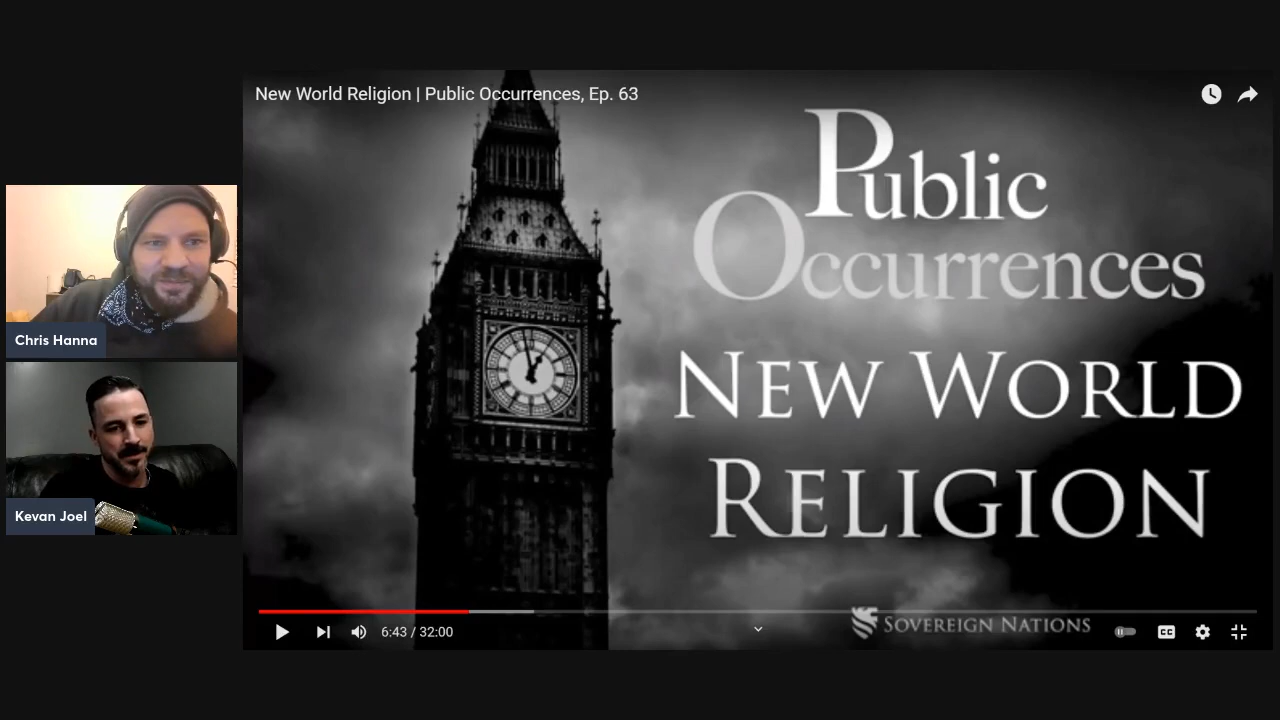 New World Religion | Public Occurrences, Ep. 63
Public
Occurrences
New World
Religion
Chris Hanna
Kevan Joel
6:43 / 32:00
Sovereign Nations
CC